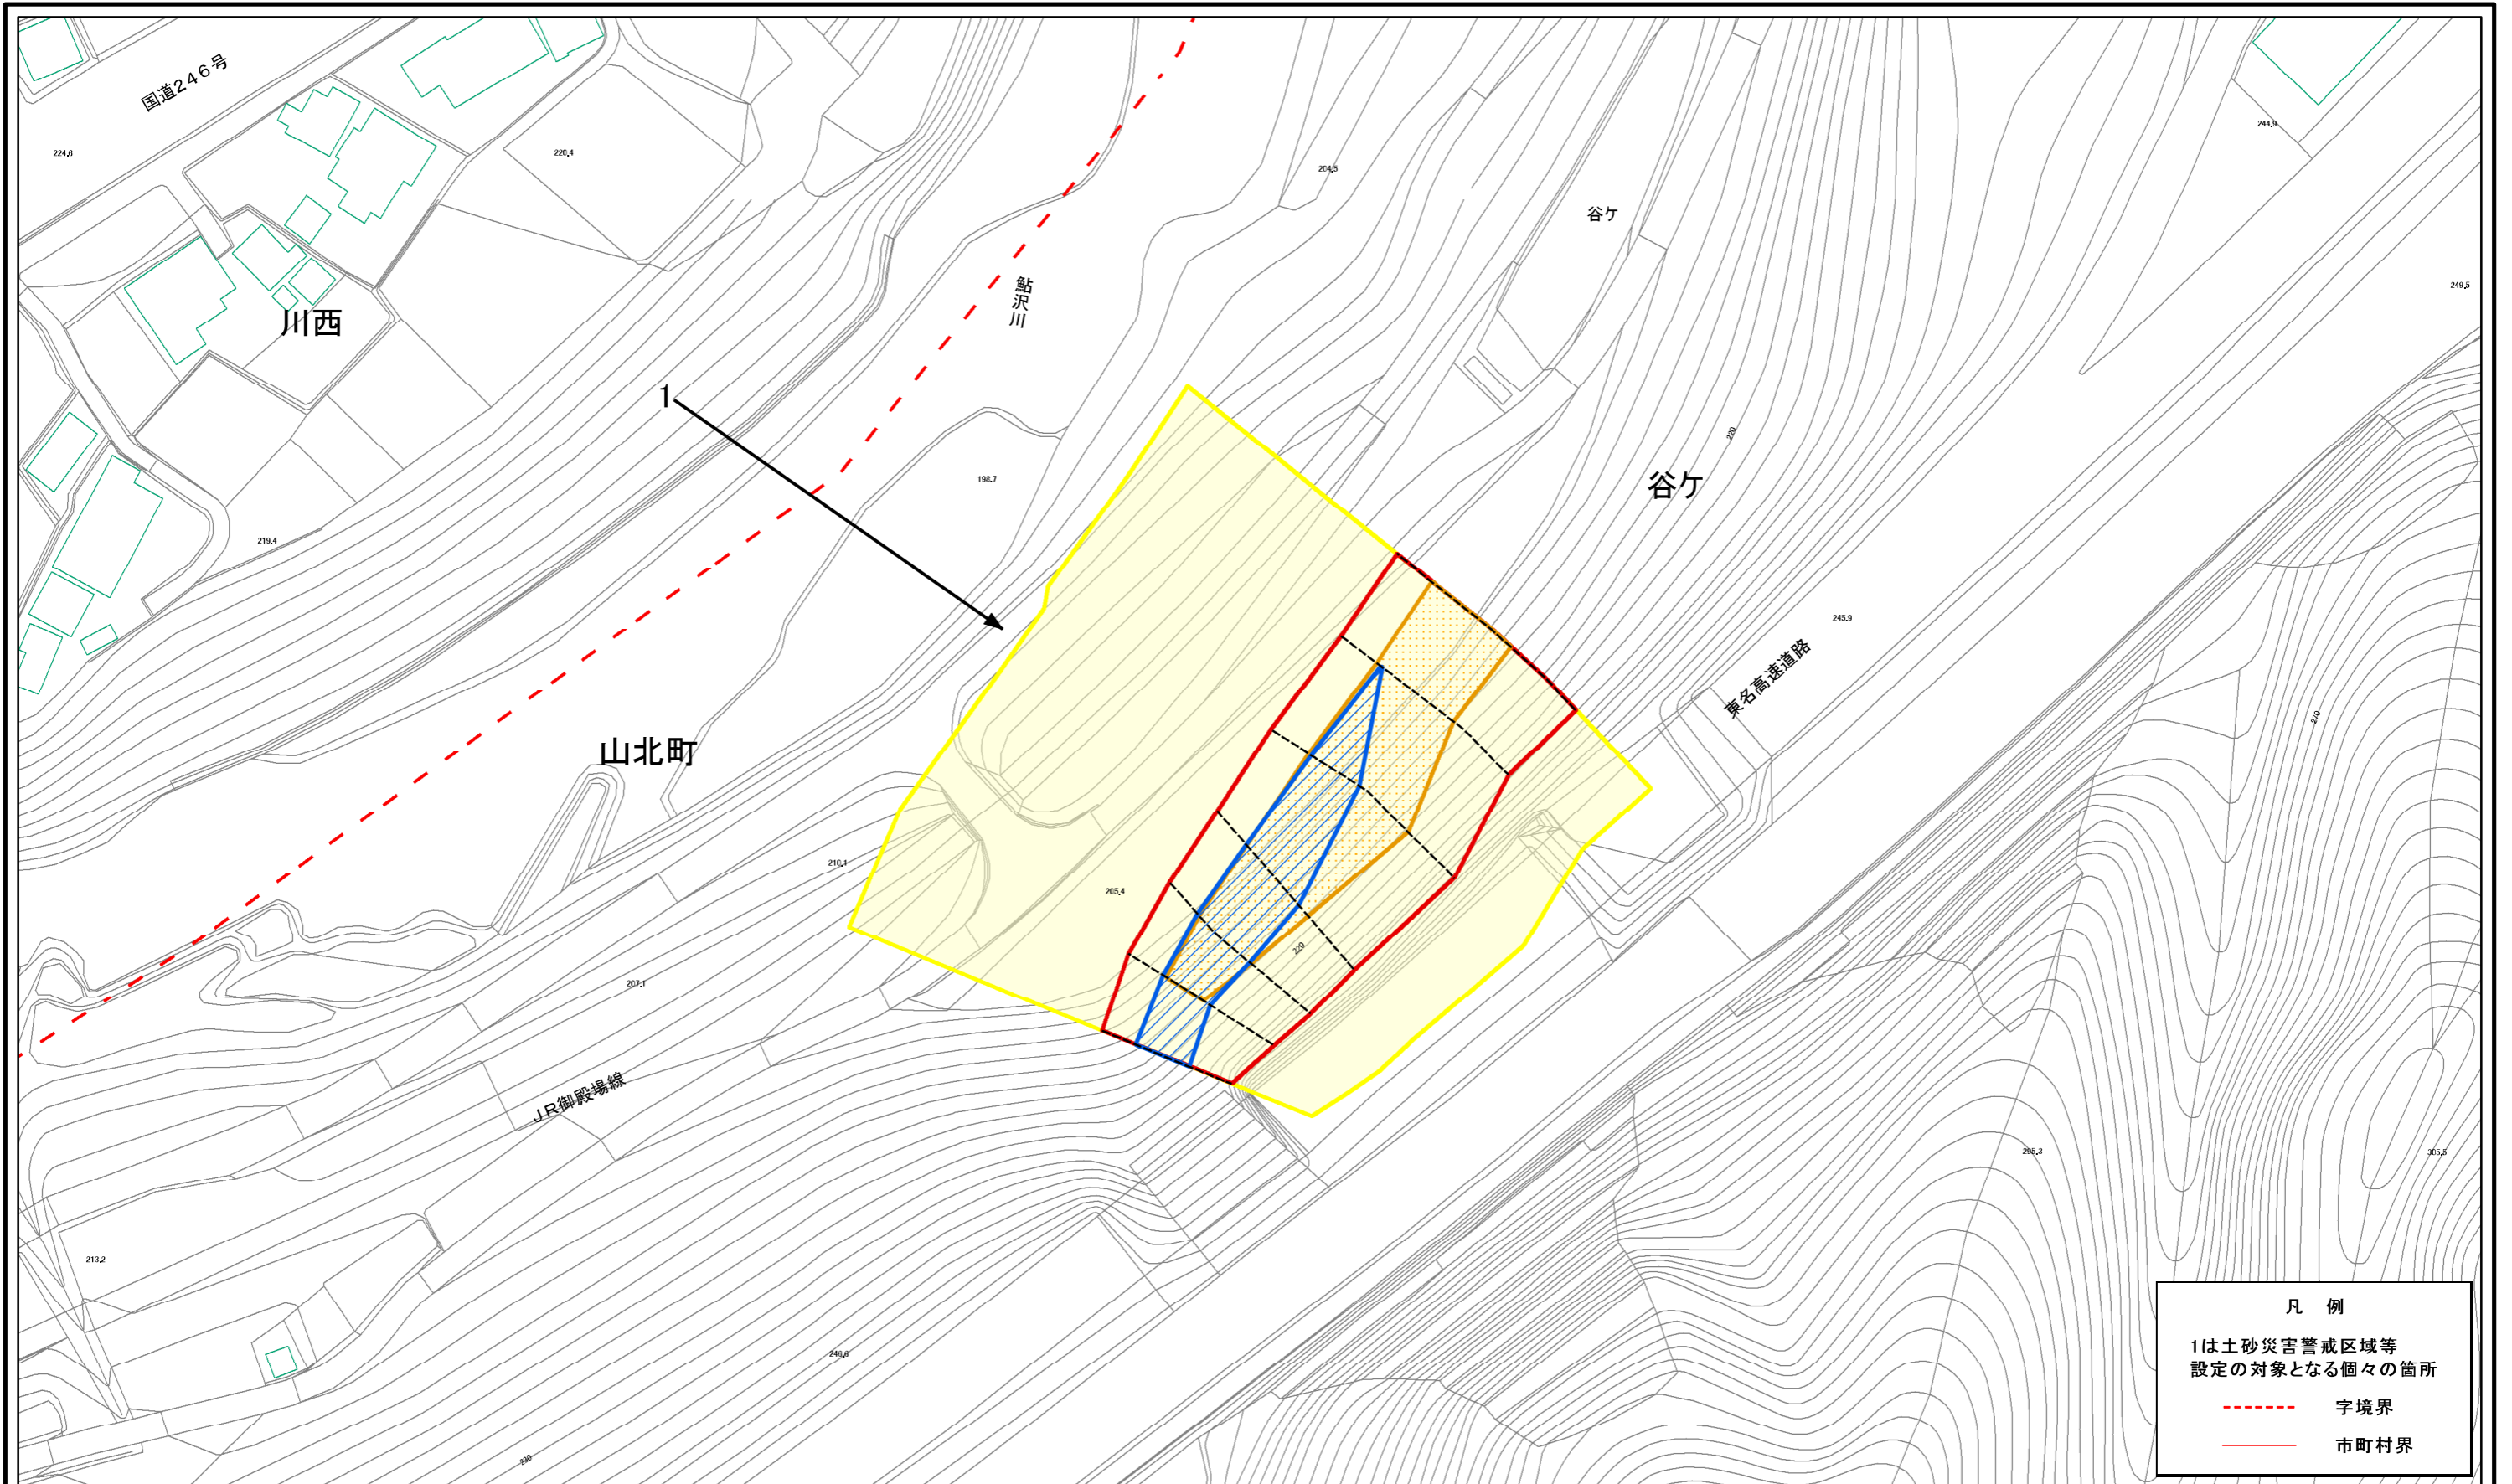 国道246号
224.6
220.4
204.5
244.9
谷ケ
249.5
鮎沢川
川西
1
220
谷ケ
198.7
219.4
245.9
東名高速道路
270
山北町
210.1
205.4
220
207.1
JR御殿場線
295.3
305.5
213.2
246.6
230
凡 例
1は土砂災害警戒区域等
設定の対象となる個々の箇所
字境界
市町村界